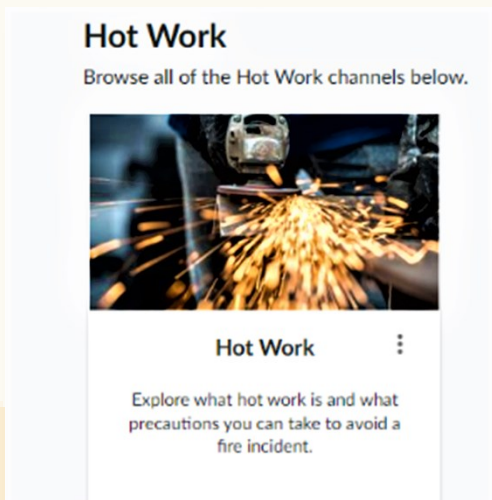 Hot Work
Browse all of the Hot Work channels below.
Hot Work
Explore what hot work is and what
precautions you can take to avoid a
fire incident.